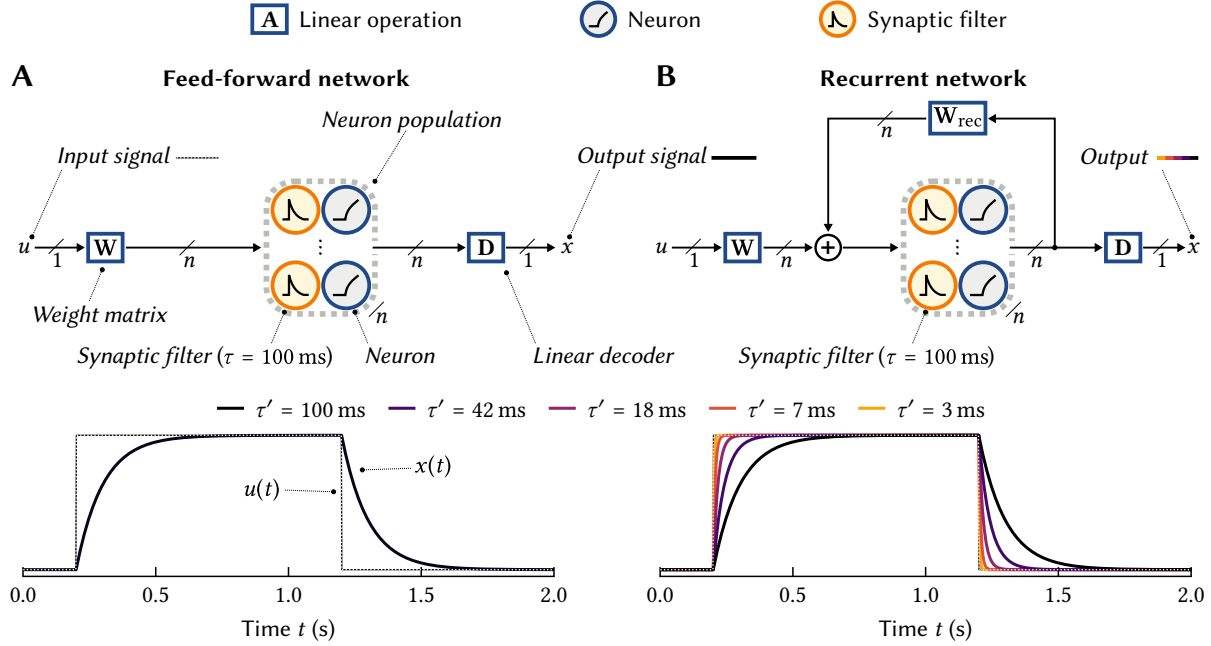 A Linear operation
Neuron
Synaptic filter
A
Feed-forward network
Neuron population
Input signal
Output signal
u
1
W
n
⋮
n
D
1
x
n
Weight matrix
Synaptic filter (τ = 100 ms)
Neuron
Linear decoder
B
Recurrent network
W_rec
n
Output
u
1
W
n
+
⋮
n
D
1
x
n
Synaptic filter (τ = 100 ms)
τ′ = 100 ms τ′ = 42 ms τ′ = 18 ms τ′ = 7 ms τ′ = 3 ms
x(t)
u(t)
0.0 0.5 1.0 1.5 2.0
Time t (s)
0.0 0.5 1.0 1.5 2.0
Time t (s)